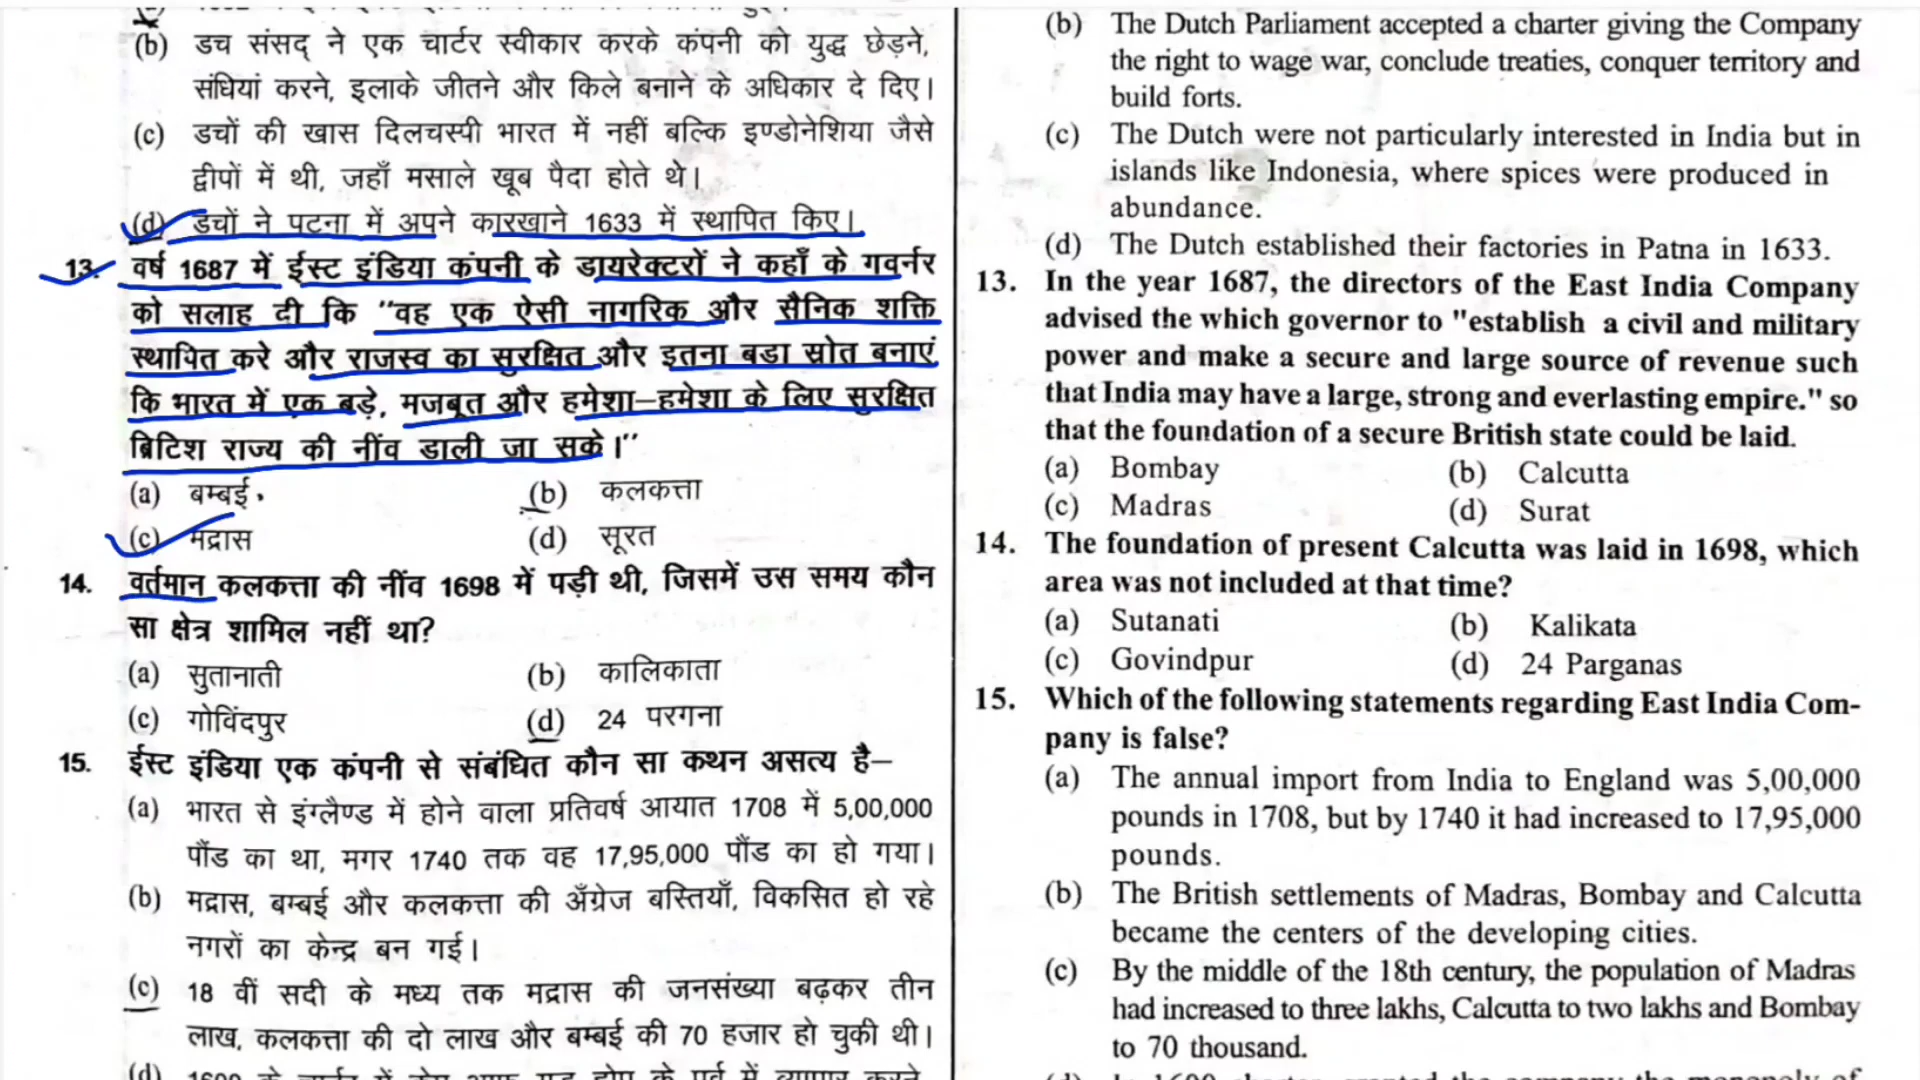 (b) डच संसद् ने एक चार्टर स्वीकार करके कंपनी को युद्ध छेड़ने,
संधियां करने, इलाके जीतने और किले बनाने के अधिकार दे दिए।
(c) डचों की खास दिलचस्पी भारत में नहीं बल्कि इण्डोनेशिया जैसे
द्वीपों में थी, जहाँ मसाले खूब पैदा होते थे।
(d) डचों ने पटना में अपने कारखाने 1633 में स्थापित किए।
13. वर्ष 1687 में ईस्ट इंडिया कंपनी के डायरेक्टरों ने कहाँ के गवर्नर
को सलाह दी कि "वह एक ऐसी नागरिक और सैनिक शक्ति
स्थापित करे और राजस्व का सुरक्षित और इतना बडा स्रोत बनाएं
कि भारत में एक बड़े, मजबूत और हमेशा–हमेशा के लिए सुरक्षित
ब्रिटिश राज्य की नींव डाली जा सके।"
(a) बम्बई (b) कलकत्ता
(c) मद्रास (d) सूरत
14. वर्तमान कलकत्ता की नींव 1698 में पड़ी थी, जिसमें उस समय कौन
सा क्षेत्र शामिल नहीं था?
(a) सुतानाती (b) कालिकाता
(c) गोविंदपुर (d) 24 परगना
15. ईस्ट इंडिया एक कंपनी से संबंधित कौन सा कथन असत्य है–
(a) भारत से इंग्लैण्ड में होने वाला प्रतिवर्ष आयात 1708 में 5,00,000
पौंड का था, मगर 1740 तक वह 17,95,000 पौंड का हो गया।
(b) मद्रास, बम्बई और कलकत्ता की अँग्रेज बस्तियाँ, विकसित हो रहे
नगरों का केन्द्र बन गई।
(c) 18 वीं सदी के मध्य तक मद्रास की जनसंख्या बढ़कर तीन
लाख, कलकत्ता की दो लाख और बम्बई की 70 हजार हो चुकी थी।
(b) The Dutch Parliament accepted a charter giving the Company
the right to wage war, conclude treaties, conquer territory and
build forts.
(c) The Dutch were not particularly interested in India but in
islands like Indonesia, where spices were produced in
abundance.
(d) The Dutch established their factories in Patna in 1633.
13. In the year 1687, the directors of the East India Company
advised the which governor to "establish a civil and military
power and make a secure and large source of revenue such
that India may have a large, strong and everlasting empire." so
that the foundation of a secure British state could be laid.
(a) Bombay (b) Calcutta
(c) Madras (d) Surat
14. The foundation of present Calcutta was laid in 1698, which
area was not included at that time?
(a) Sutanati (b) Kalikata
(c) Govindpur (d) 24 Parganas
15. Which of the following statements regarding East India Com-
pany is false?
(a) The annual import from India to England was 5,00,000
pounds in 1708, but by 1740 it had increased to 17,95,000
pounds.
(b) The British settlements of Madras, Bombay and Calcutta
became the centers of the developing cities.
(c) By the middle of the 18th century, the population of Madras
had increased to three lakhs, Calcutta to two lakhs and Bombay
to 70 thousand.